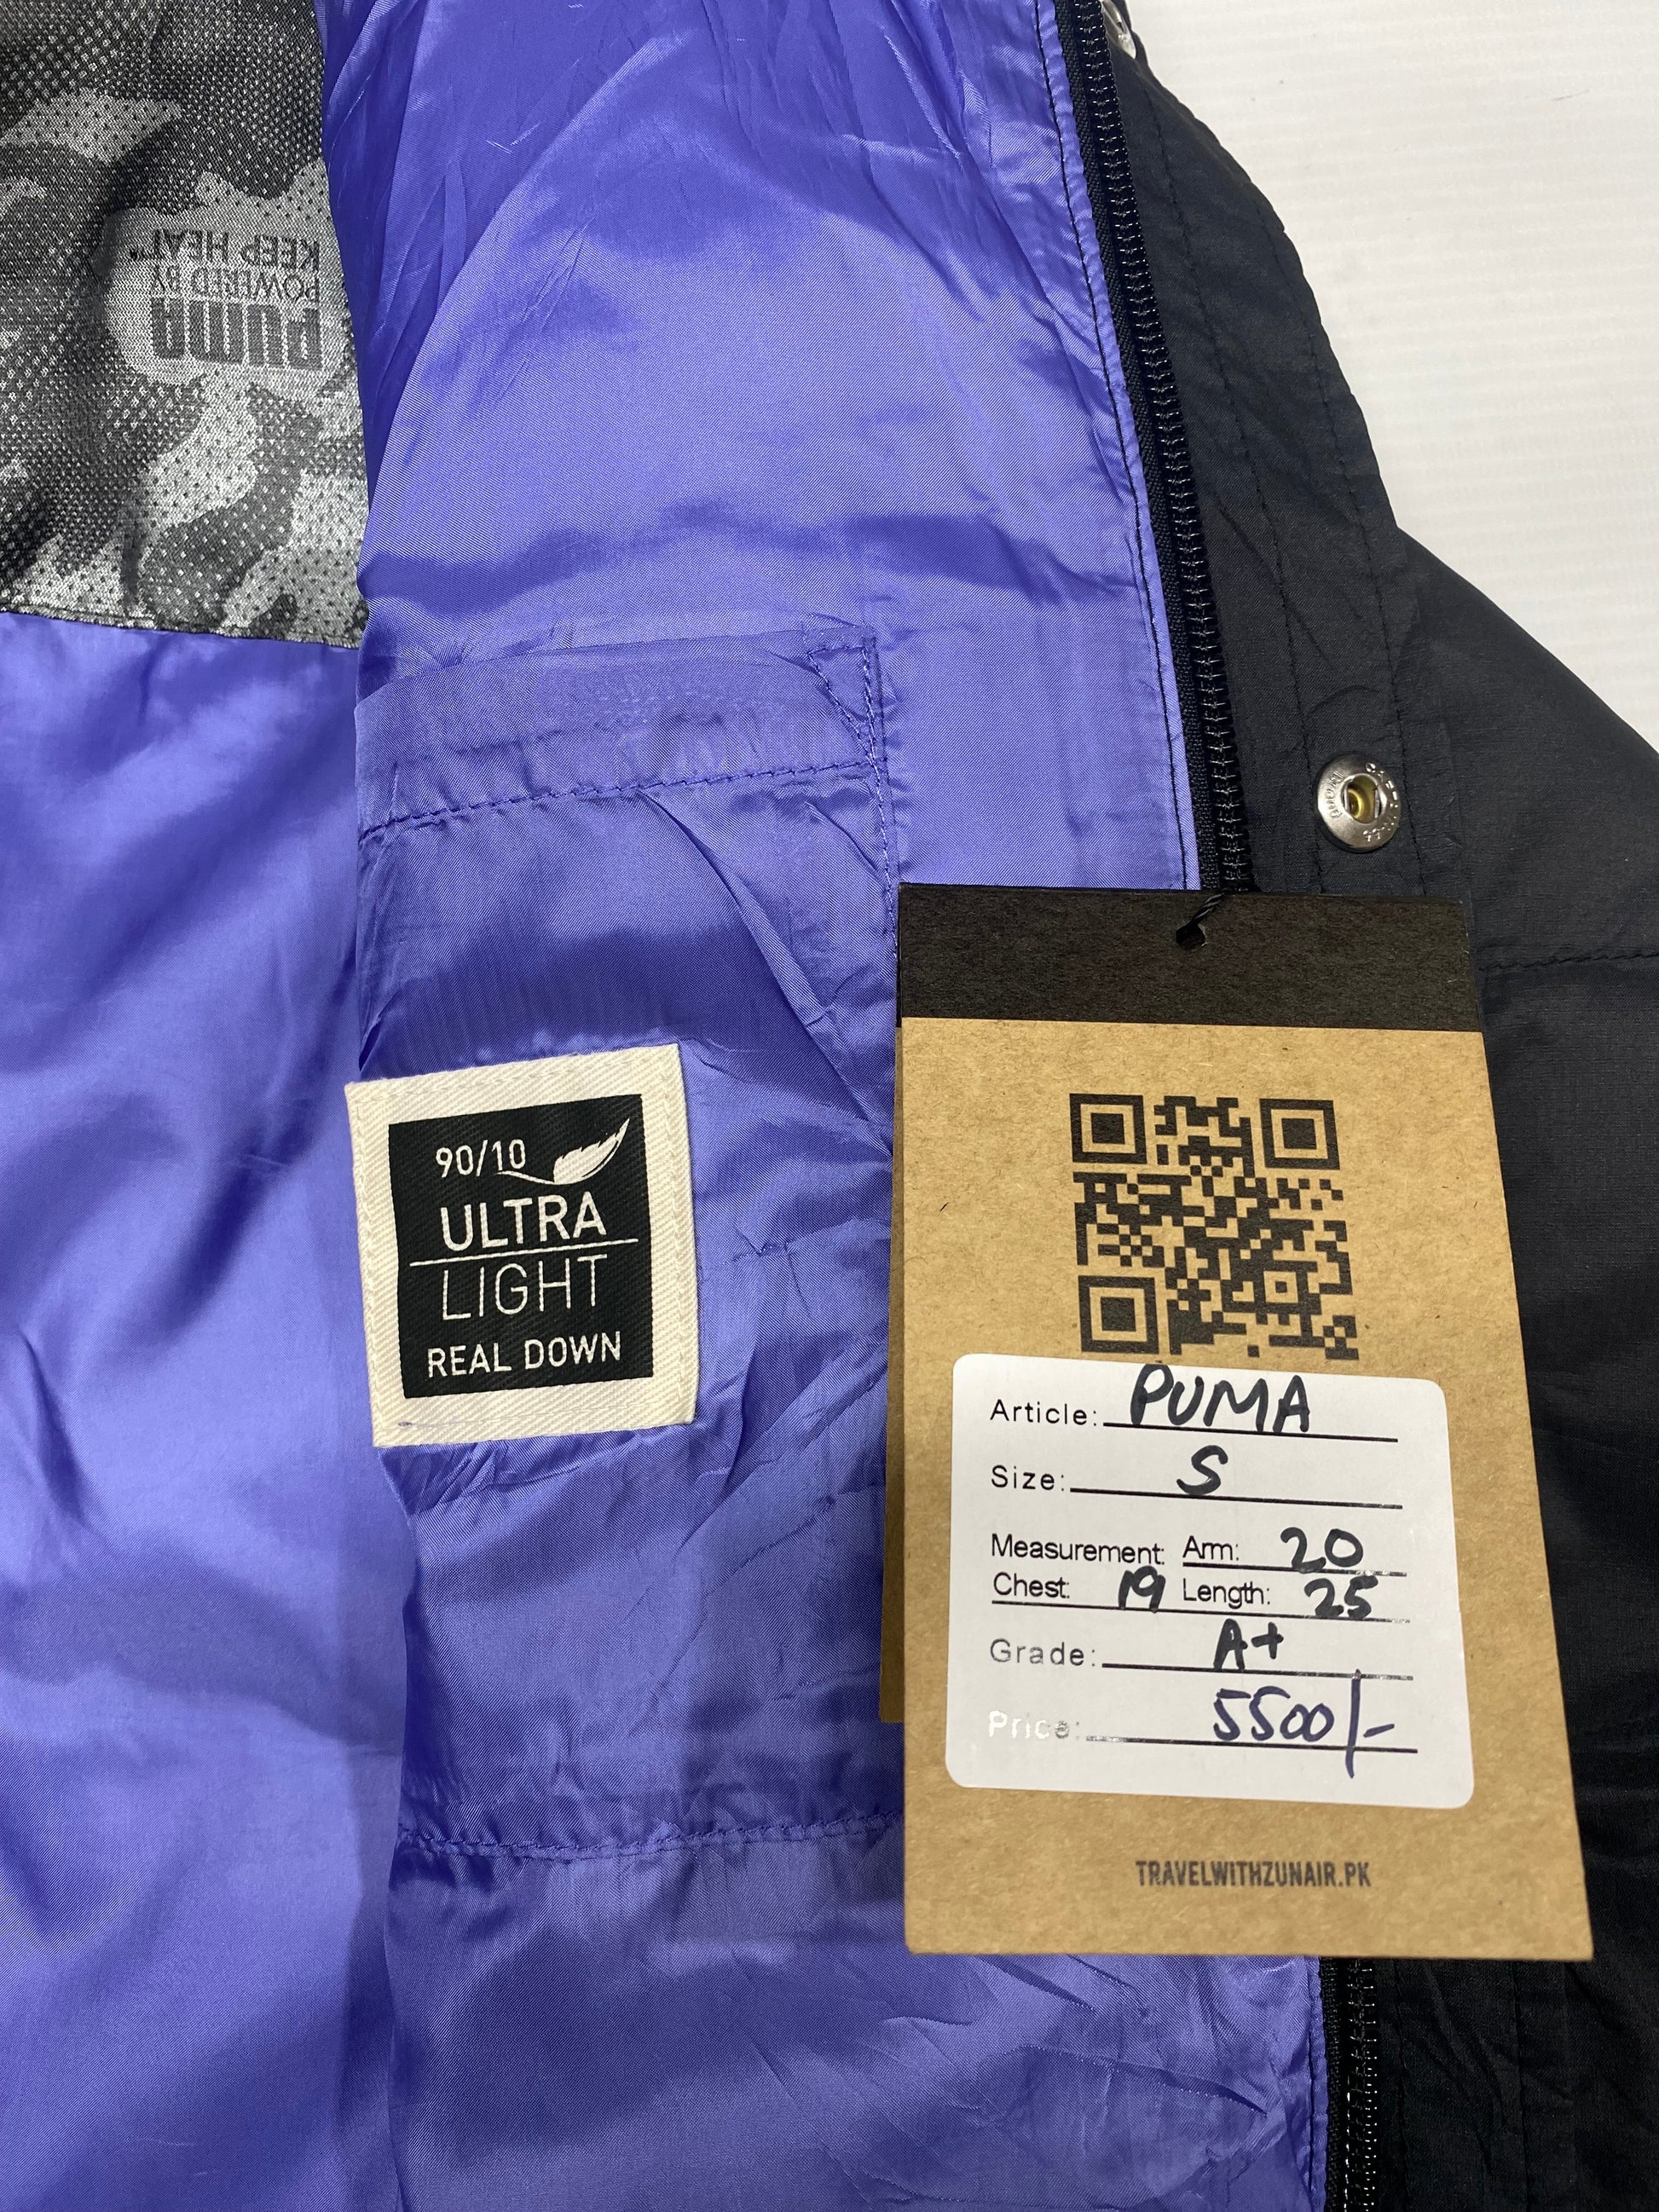 PUMA
POWERED BY
KEEP HEAT
90/10
ULTRA
LIGHT
REAL DOWN
Article: PUMA
Size: S
Measurement: Arm: 20
Chest: 19 Length: 25
Grade: A+
Price: 5500/-
TRAVELWITHZUNAIR.PK